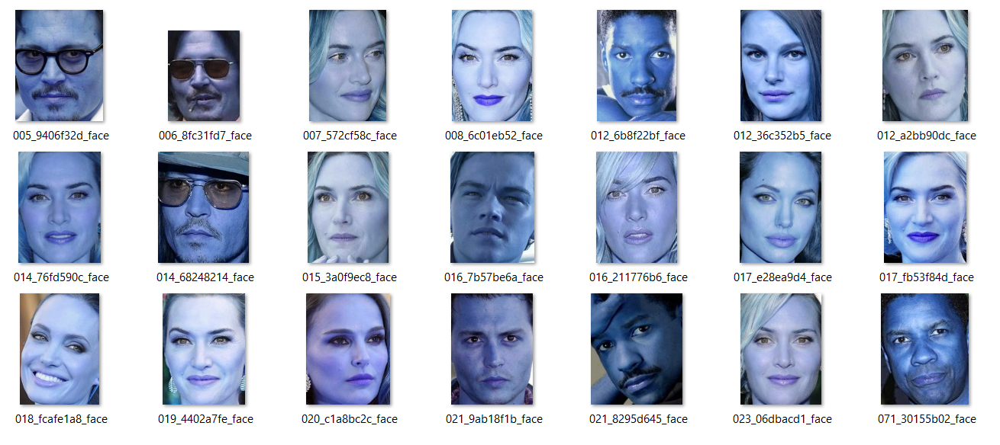 005_9406f32d_face 006_8fc31fd7_face 007_572cf58c_face 008_6c01eb52_face 012_6b8f22bf_face 012_36c352b5_face 012_a2bb90dc_face
014_76fd590c_face 014_68248214_face 015_3a0f9ec8_face 016_7b57be6a_face 016_211776b6_face 017_e28ea9d4_face 017_fb53f84d_face
018_fcafe1a8_face 019_4402a7fe_face 020_c1a8bc2c_face 021_9ab18f1b_face 021_8295d645_face 023_06dbacd1_face 071_30155b02_face